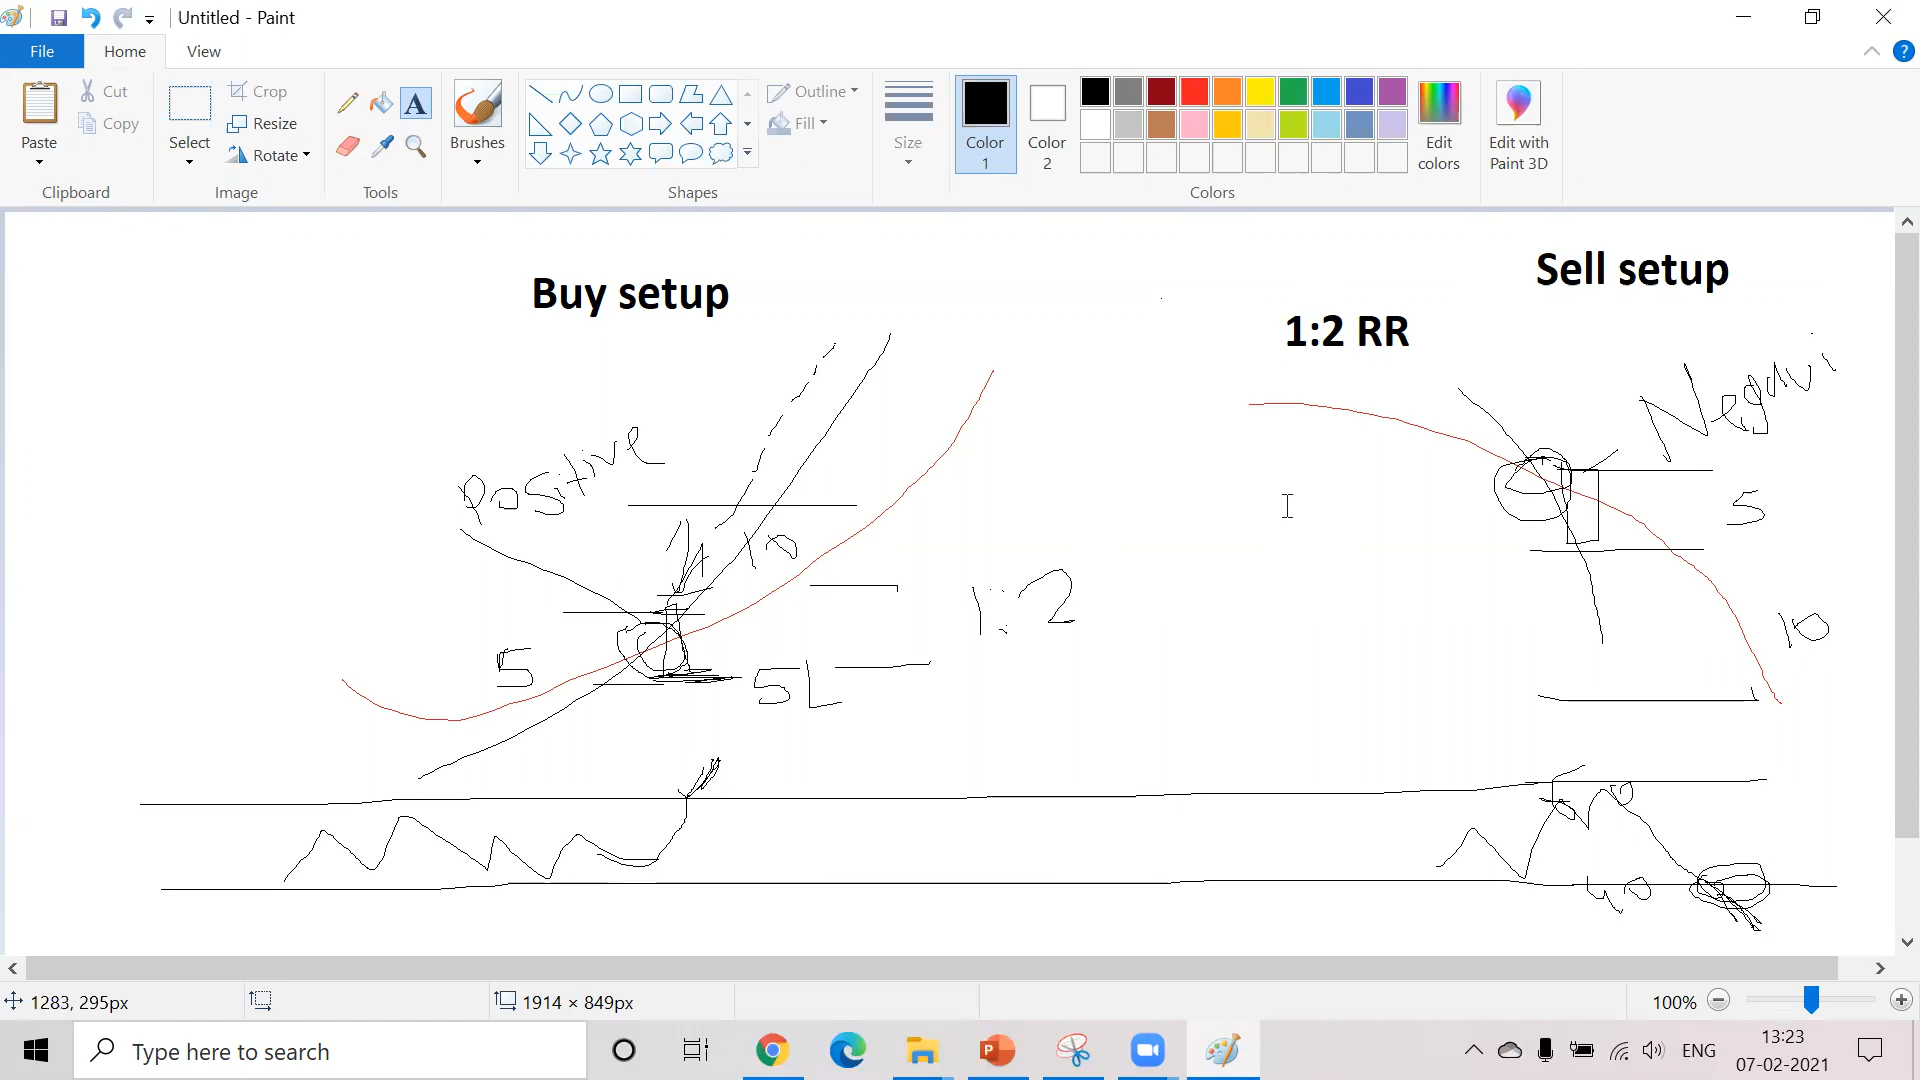 Untitled - Paint
File
Home
View
Paste
Cut
Copy
Clipboard
Select
Crop
Resize
Rotate
Image
A
Tools
Brushes
Shapes
Outline
Fill
Size
Color 1
Color 2
Colors
Edit colors
Edit with Paint 3D
?
Buy setup
Sell setup
1:2 RR
Positive
10
5
SL
1:2
5
10
40
1283, 295px
1914 × 849px
100%
Type here to search
P
ENG
13:23
07-02-2021